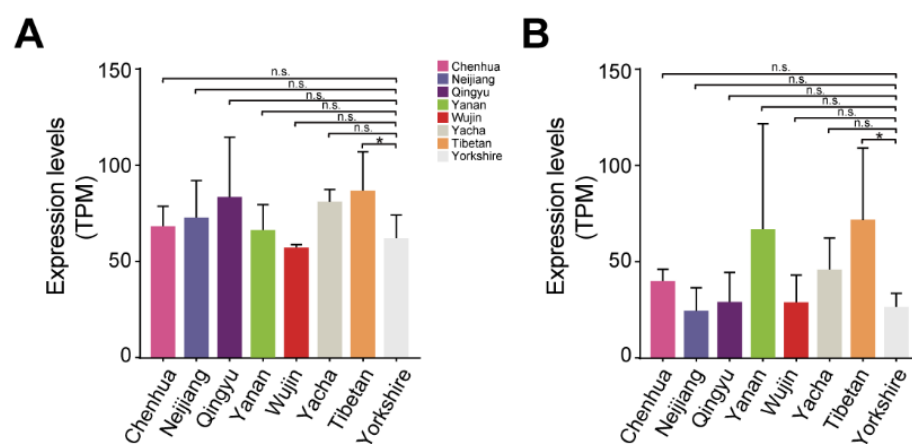 A
150
100
50
0
Expression levels
(TPM)
n.s.
n.s.
n.s.
n.s.
n.s.
n.s.
*
Chenhua
Neijiang
Qingyu
Yanan
Wujin
Yacha
Tibetan
Yorkshire
Chenhua
Neijiang
Qingyu
Yanan
Wujin
Yacha
Tibetan
Yorkshire
B
150
100
50
0
Expression levels
(TPM)
n.s.
n.s.
n.s.
n.s.
n.s.
n.s.
*
Chenhua
Neijiang
Qingyu
Yanan
Wujin
Yacha
Tibetan
Yorkshire